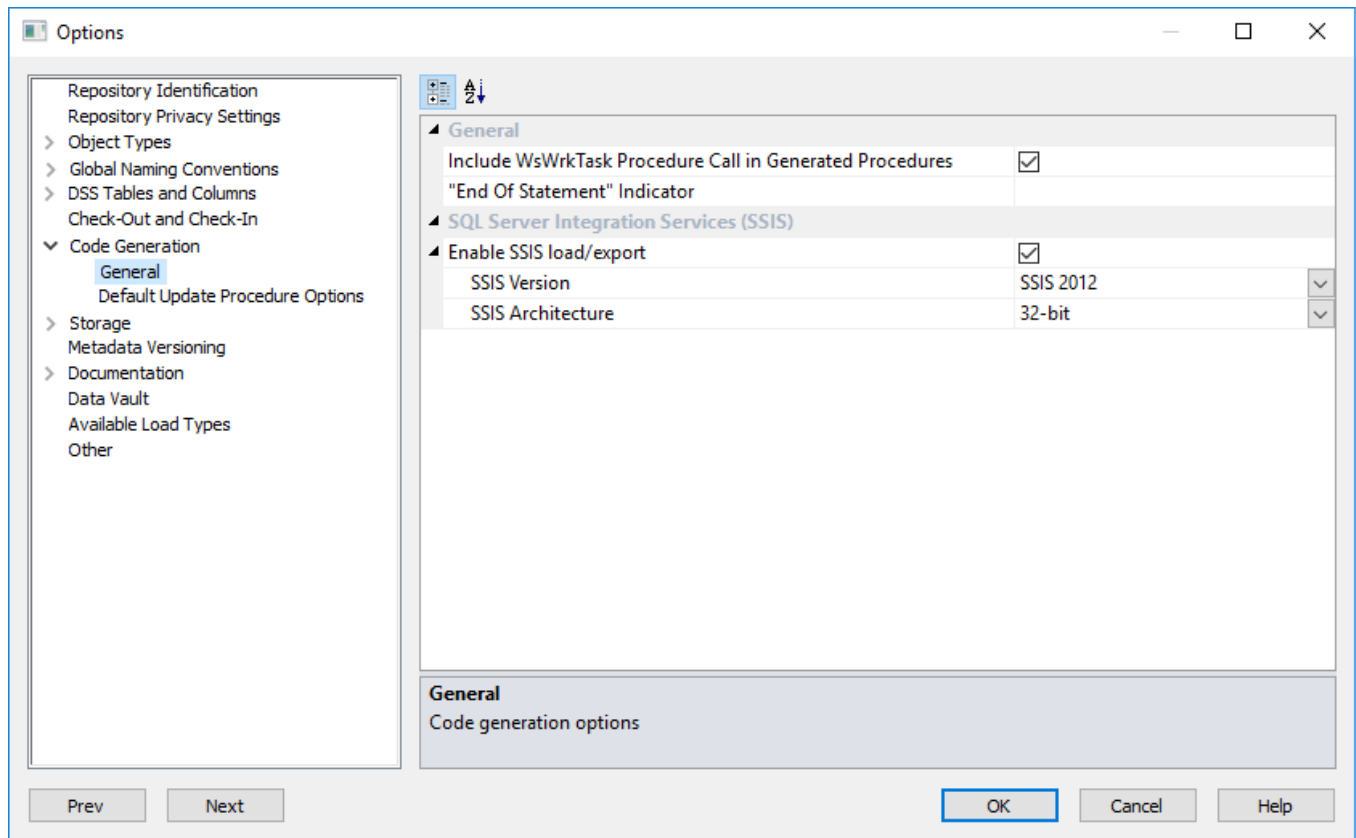 Options
Repository Identification
Repository Privacy Settings
Object Types
Global Naming Conventions
DSS Tables and Columns
Check-Out and Check-In
Code Generation
General
Default Update Procedure Options
Storage
Metadata Versioning
Documentation
Data Vault
Available Load Types
Other
General
Include WsWrkTask Procedure Call in Generated Procedures
"End Of Statement" Indicator
SQL Server Integration Services (SSIS)
Enable SSIS load/export
SSIS Version SSIS 2012
SSIS Architecture 32-bit
General
Code generation options
Prev Next OK Cancel Help